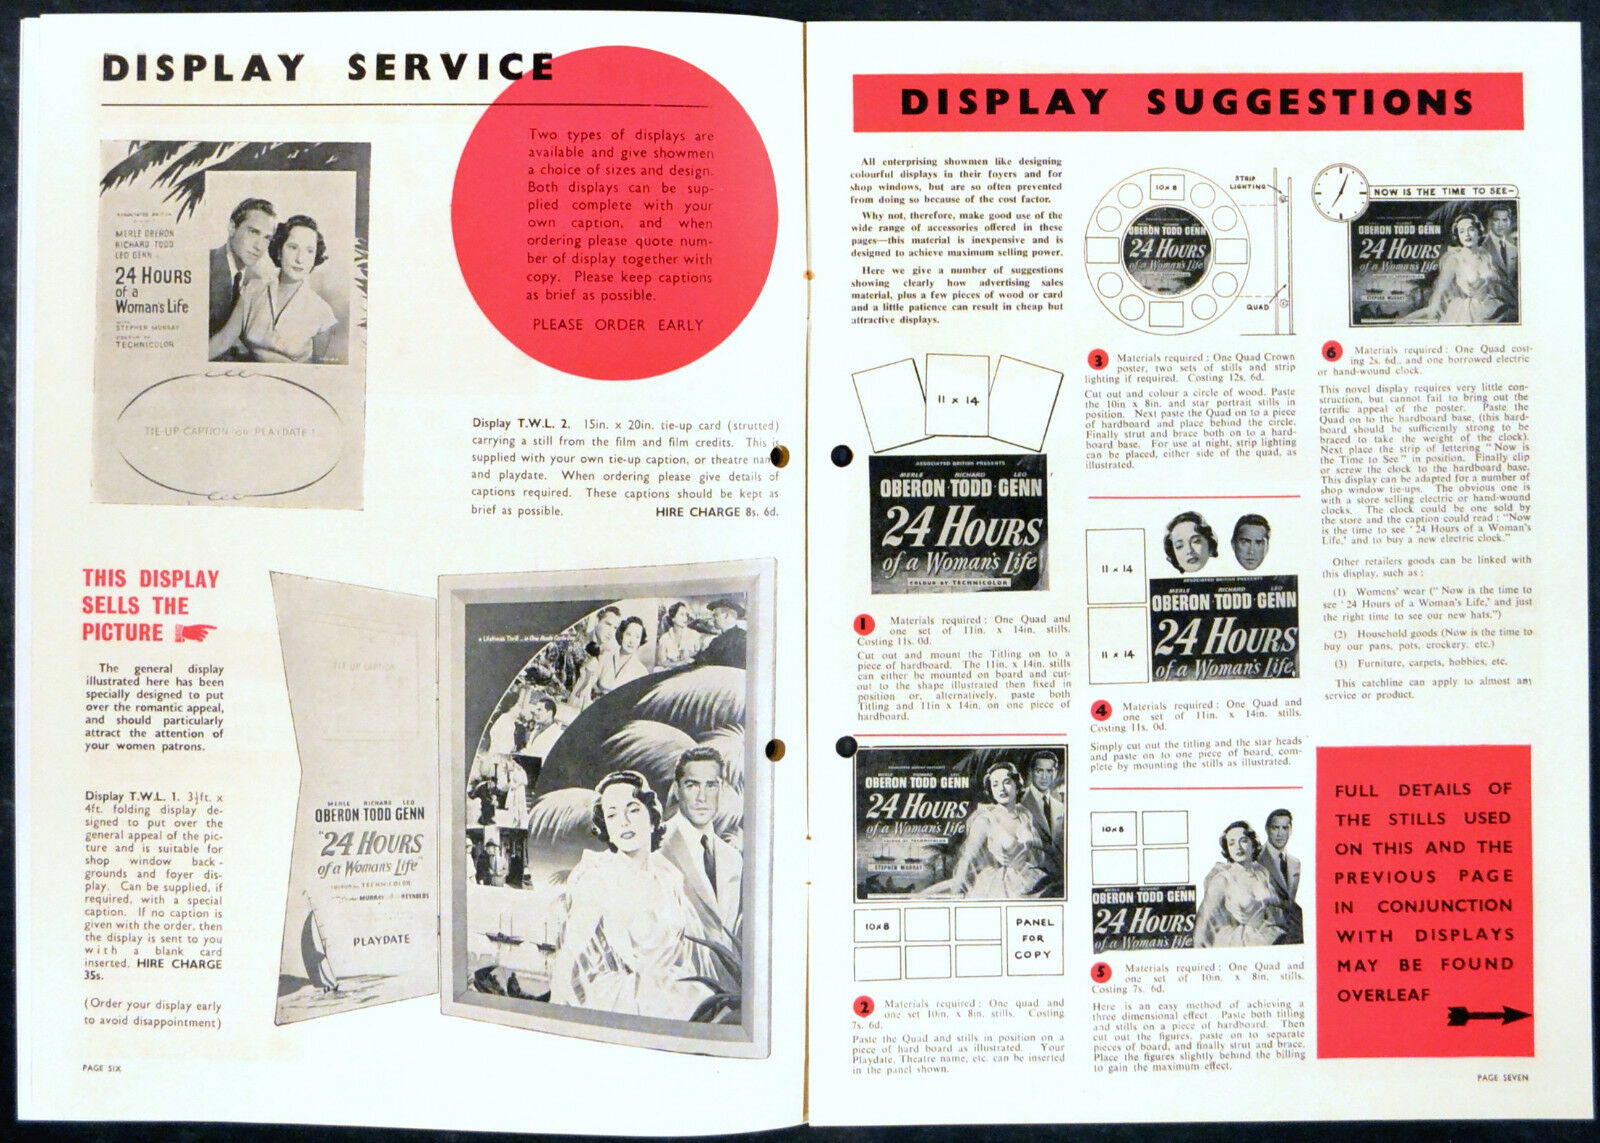 DISPLAY SERVICE
MERLE OBERON
RICHARD TODD
LEO GENN
24 HOURS
of a
Woman's Life
WITH
STEPHEN MURRAY
COLOUR BY
TECHNICOLOR
TIE-UP CAPTION OR PLAYDATE !
Two types of displays are
available and give showmen
a choice of sizes and design.
Both displays can be sup-
plied complete with your
own caption, and when
ordering please quote num-
ber of display together with
copy. Please keep captions
as brief as possible.
PLEASE ORDER EARLY
Display T.W.L. 2. 15in. x 20in. tie-up card (strutted)
carrying a still from the film and film credits. This is
supplied with your own tie-up caption, or theatre name
and playdate. When ordering please give details of
captions required. These captions should be kept as
brief as possible. HIRE CHARGE 8s. 6d.
THIS DISPLAY
SELLS THE
PICTURE
The general display
illustrated here has been
specially designed to put
over the romantic appeal,
and should particularly
attract the attention of
your women patrons.
Display T.W.L. 1. 3½ft. x
4ft. folding display de-
signed to put over the
general appeal of the pic-
ture and is suitable for
shop window back-
grounds and foyer dis-
play. Can be supplied, if
required, with a special
caption. If no caption is
given with the order, then
the display is sent to you
with a blank card
inserted. HIRE CHARGE
35s.
(Order your display early
to avoid disappointment)
TIE UP CAPTION
MERLE RICHARD LEO
OBERON TODD GENN
"24 HOURS
of a Woman's Life"
COLOUR by TECHNICOLOR
MURRAY REYNOLDS
PLAYDATE
a Lifetime's Thrill ... in One Reckless Day
PAGE SIX
DISPLAY SUGGESTIONS
All enterprising showmen like designing
colourful displays in their foyers and for
shop windows, but are so often prevented
from doing so because of the cost factor.
Why not, therefore, make good use of the
wide range of accessories offered in these
pages—this material is inexpensive and is
designed to achieve maximum selling power.
Here we give a number of suggestions
showing clearly how advertising sales
material, plus a few pieces of wood or card
and a little patience can result in cheap but
attractive displays.
11 x 14
ASSOCIATED BRITISH PRESENTS
MERLE RICHARD LEO
OBERON · TODD · GENN
24 HOURS
of a Woman's Life
COLOUR BY TECHNICOLOR
1 Materials required : One Quad and
one set of 11in. x 14in. stills.
Costing 11s. 0d.
Cut out and mount the Titling on to a
piece of hardboard. The 11in. x 14in. stills
can either be mounted on board and cut-
out to the shape illustrated then fixed in
position or, alternatively, paste both
Titling and 11in x 14in. on one piece of
hardboard.
MERLE RICHARD LEO
OBERON TODD GENN
24 HOURS
of a Woman's Life
COLOUR BY TECHNICOLOR
STEPHEN MURRAY
10x8
PANEL
FOR
COPY
2 Materials required : One quad and
one set 10in. x 8in. stills. Costing
7s. 6d.
Paste the Quad and stills in position on a
piece of hard board as illustrated. Your
Playdate, Theatre name, etc. can be inserted
in the panel shown.
10 x 8
STRIP
LIGHTING
OBERON TODD GENN
24 HOURS
of a Woman's Life
QUAD
3 Materials required : One Quad Crown
poster, two sets of stills and strip
lighting if required. Costing 12s. 6d.
Cut out and colour a circle of wood. Paste
the 10in x 8in. and star portrait stills in
position. Next paste the Quad on to a piece
of hardboard and place behind the circle.
Finally strut and brace both on to a hard-
board base. For use at night, strip lighting
can be placed, either side of the quad, as
illustrated.
11 x 14
11 x 14
ASSOCIATED BRITISH PRESENTS
MERLE RICHARD LEO
OBERON · TODD · GENN
24 HOURS
of a Woman's Life,
4 Materials required : One Quad and
one set of 11in. x 14in. stills.
Costing 11s. 0d.
Simply cut out the titling and the star heads
and paste on to one piece of board, com-
plete by mounting the stills as illustrated.
10x8
MERLE RICHARD LEO
OBERON TODD GENN
24 HOURS
of a Woman's Life
5 Materials required : One Quad and
one set of 10in. x 8in. stills.
Costing 7s. 6d.
Here is an easy method of achieving a
three dimensional effect. Paste both titling
and stills on a piece of hardboard. Then
cut out the figures, paste on to separate
pieces of board, and finally strut and brace.
Place the figures slightly behind the billing
to gain the maximum effect.
NOW IS THE TIME TO SEE-
OBERON TODD GENN
24 HOURS
of a Woman's Life
STEPHEN MURRAY
6 Materials required : One Quad cost-
ing 2s. 6d., and one borrowed electric
or hand-wound clock.
This novel display requires very little con-
struction, but cannot fail to bring out the
terrific appeal of the poster. Paste the
Quad on to the hardboard base, (this hard-
board should be sufficiently strong to be
braced to take the weight of the clock).
Next place the strip of lettering "Now is
the Time to See" in position. Finally clip
or screw the clock to the hardboard base.
This display can be adapted for a number of
shop window tie-ups. The obvious one is
with a store selling electric or hand-wound
clocks. The clock could be one sold by
the store and the caption could read : "Now
is the time to see '24 Hours of a Woman's
Life,' and to buy a new electric clock."
Other retailers goods can be linked with
this display, such as :
(1) Womens' wear (" Now is the time to
see '24 Hours of a Woman's Life,' and just
the right time to see our new hats.")
(2) Household goods (Now is the time to
buy our pans, pots, crockery, etc.)
(3) Furniture, carpets, hobbies, etc.
This catchline can apply to almost any
service or product.
FULL DETAILS OF
THE STILLS USED
ON THIS AND THE
PREVIOUS PAGE
IN CONJUNCTION
WITH DISPLAYS
MAY BE FOUND
OVERLEAF
PAGE SEVEN